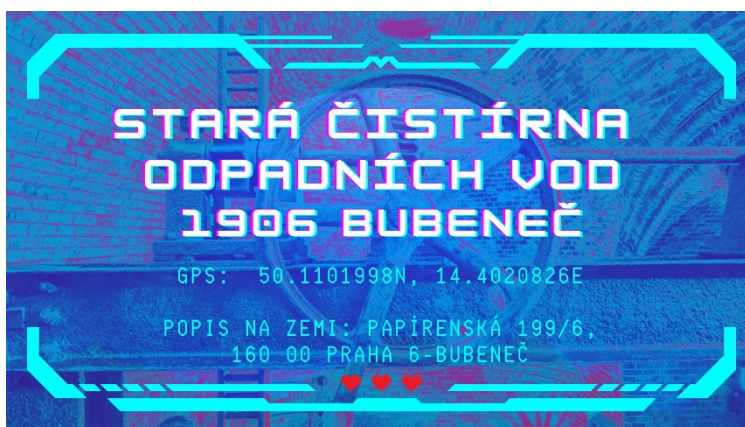 STARÁ ČISTÍRNA
ODPADNÍCH VOD
1906 BUBENEČ
GPS: 50.1101998N, 14.4020826E
POPIS NA ZEMI: PAPÍRENSKÁ 199/6,
160 00 PRAHA 6-BUBENEČ